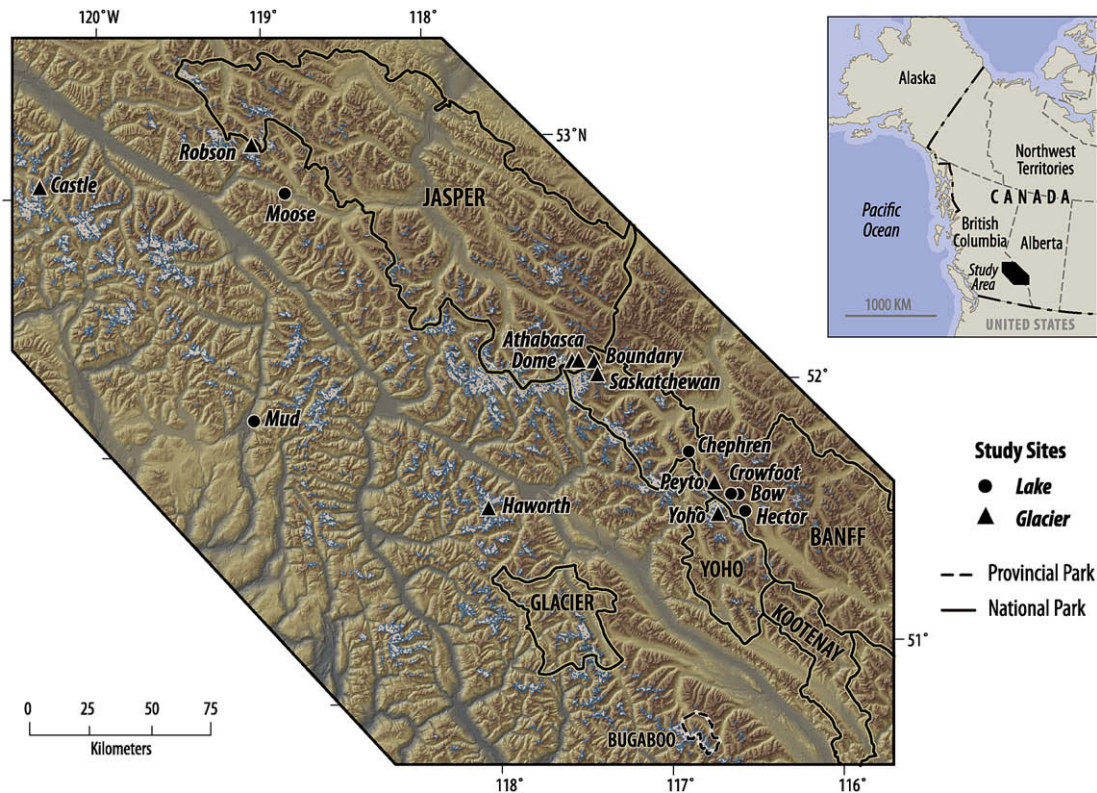 120°W
119°
118°
53°N
Robson
Castle
Moose
JASPER
Athabasca
Dome
Boundary
Saskatchewan
52°
Mud
Chephren
Crowfoot
Peyto
Bow
Haworth
Yoho
Hector
BANFF
YOHO
GLACIER
KOOTENAY
51°
BUGABOO
0 25 50 75
Kilometers
118°
117°
116°
Alaska
Northwest
Territories
CANADA
Pacific
Ocean
British
Columbia
Alberta
Study
Area
1000 KM
UNITED STATES
Study Sites
Lake
Glacier
Provincial Park
National Park